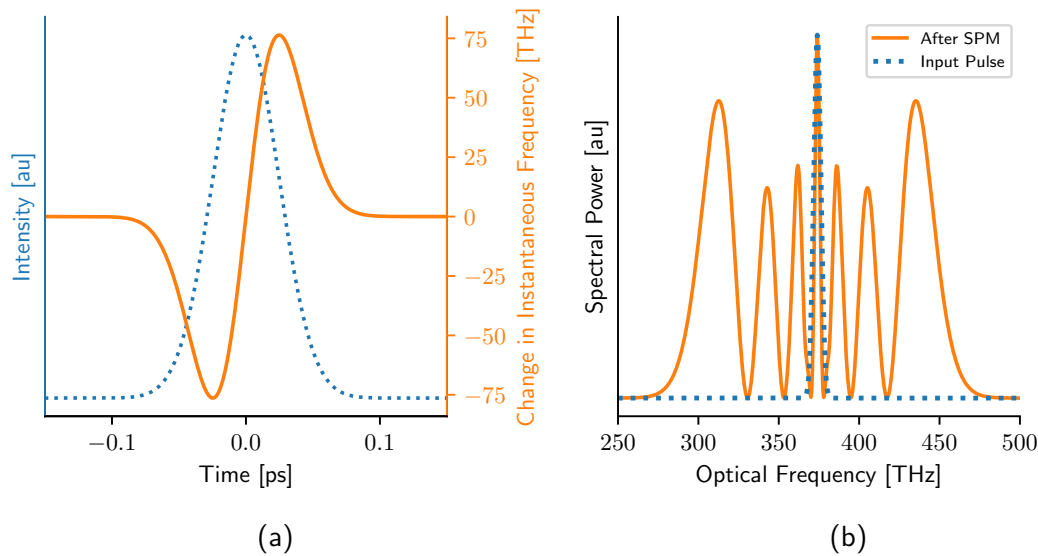 Intensity [au]
−0.1
0.0
0.1
Time [ps]
75
50
25
0
−25
−50
−75
Change in Instantaneous Frequency [THz]
(a)
Spectral Power [au]
After SPM
Input Pulse
250
300
350
400
450
500
Optical Frequency [THz]
(b)